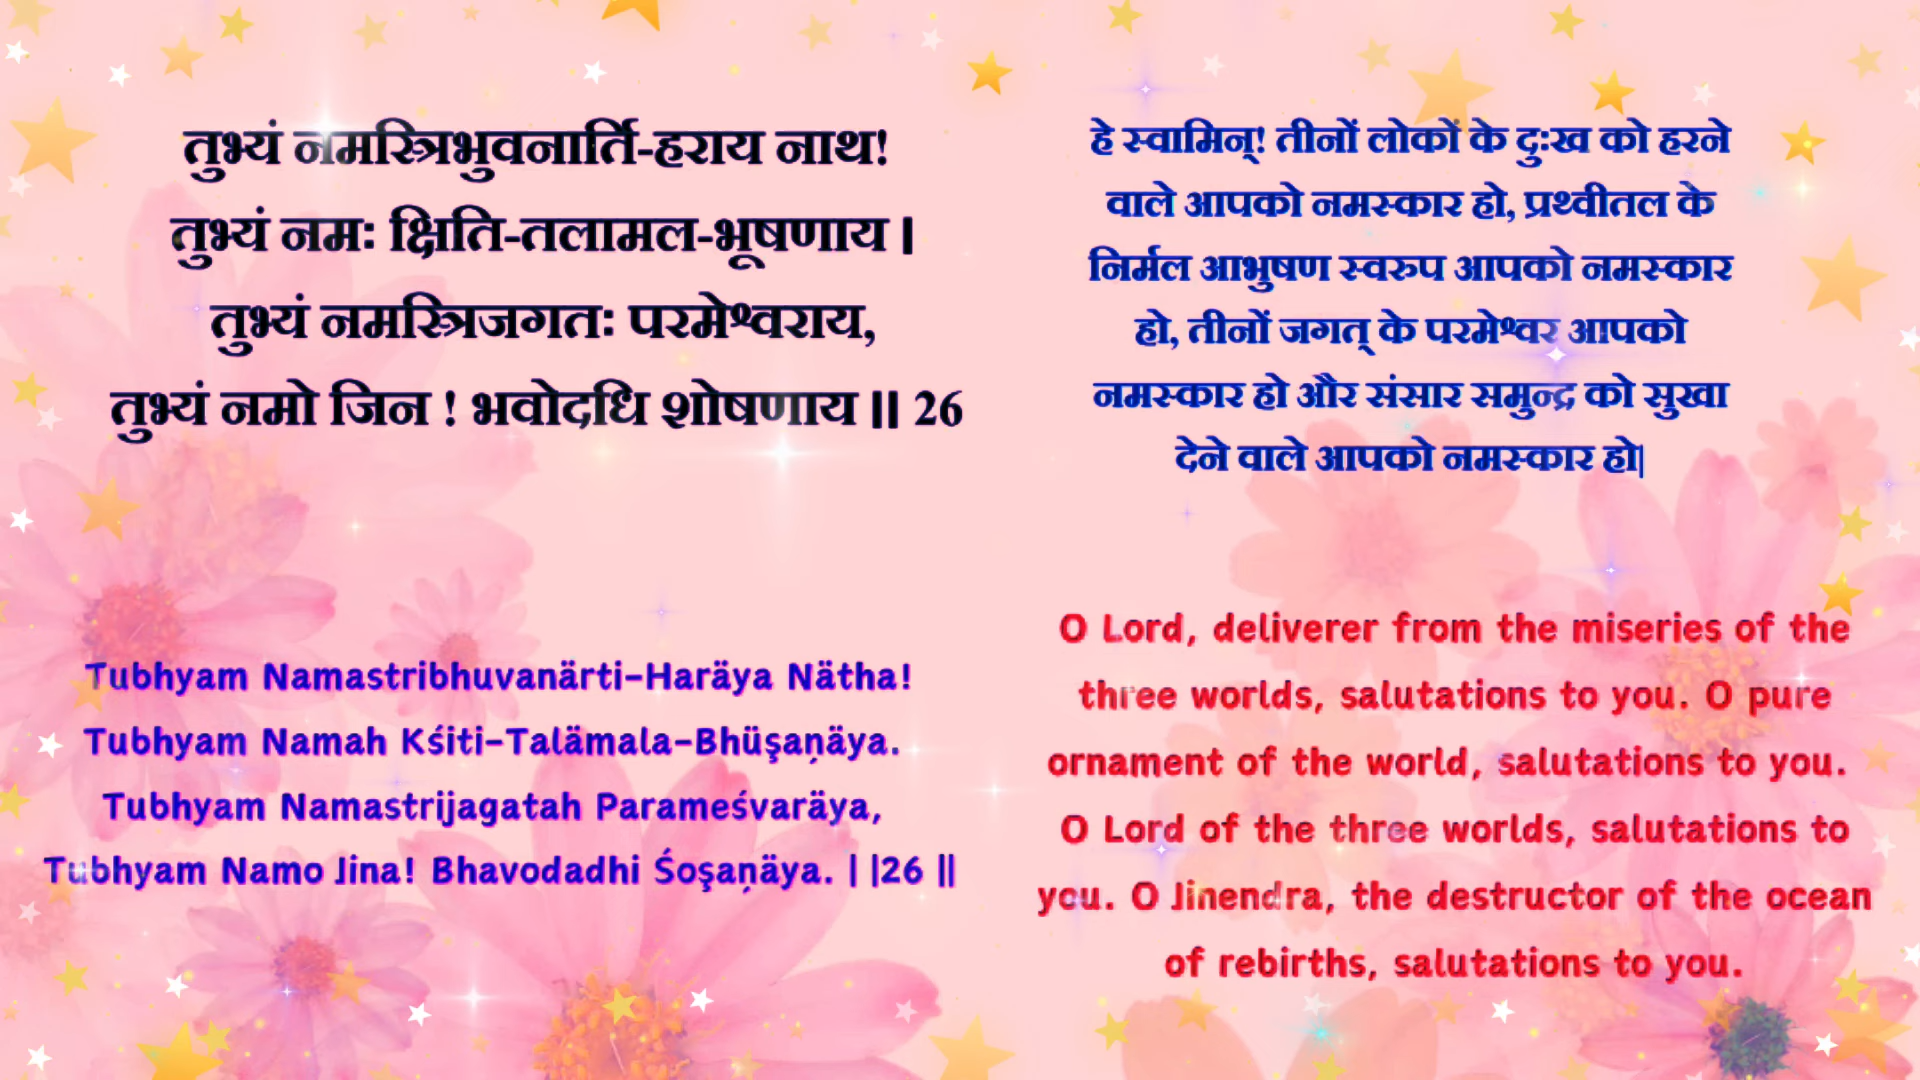 तुभ्यं नमस्त्रिभुवनार्ति-हराय नाथ!
तुभ्यं नमः क्षिति-तलामल-भूषणाय ।
तुभ्यं नमस्त्रिजगतः परमेश्वराय,
तुभ्यं नमो जिन ! भवोदधि शोषणाय ॥ 26
हे स्वामिन्! तीनों लोकों के दुःख को हरने
वाले आपको नमस्कार हो, प्रथ्वीतल के
निर्मल आभुषण स्वरुप आपको नमस्कार
हो, तीनों जगत् के परमेश्वर आपको
नमस्कार हो और संसार समुन्द्र को सुखा
देने वाले आपको नमस्कार हो|
Tubhyam Namastribhuvanärti-Haräya Nätha!
Tubhyam Namah Kśiti-Talämala-Bhüşaṇäya.
Tubhyam Namastrijagatah Parameśvaräya,
Tubhyam Namo Jina! Bhavodadhi Śoşaṇäya. | |26 ||
O Lord, deliverer from the miseries of the
three worlds, salutations to you. O pure
ornament of the world, salutations to you.
O Lord of the three worlds, salutations to
you. O Jinendra, the destructor of the ocean
of rebirths, salutations to you.